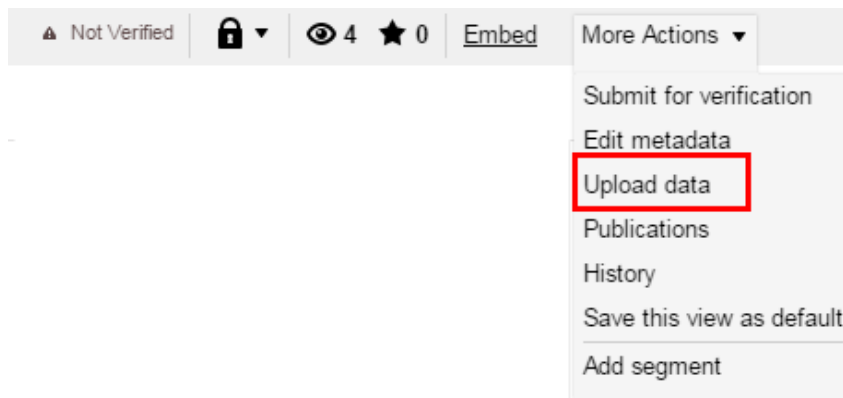 Not Verified 4 0 Embed More Actions
Submit for verification
Edit metadata
Upload data
Publications
History
Save this view as default
Add segment